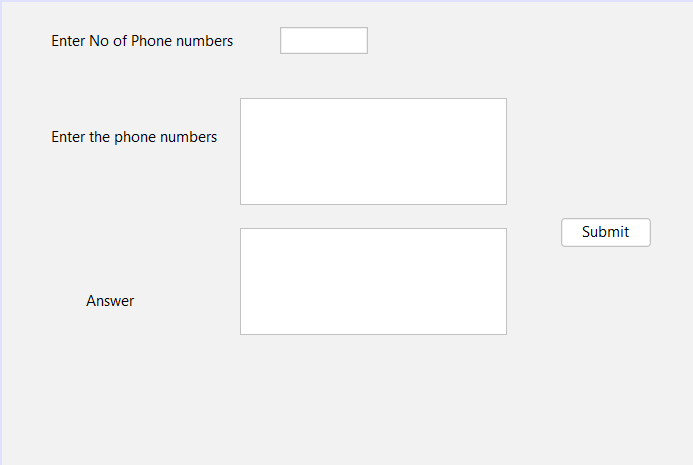 Enter No of Phone numbers
Enter the phone numbers
Submit
Answer